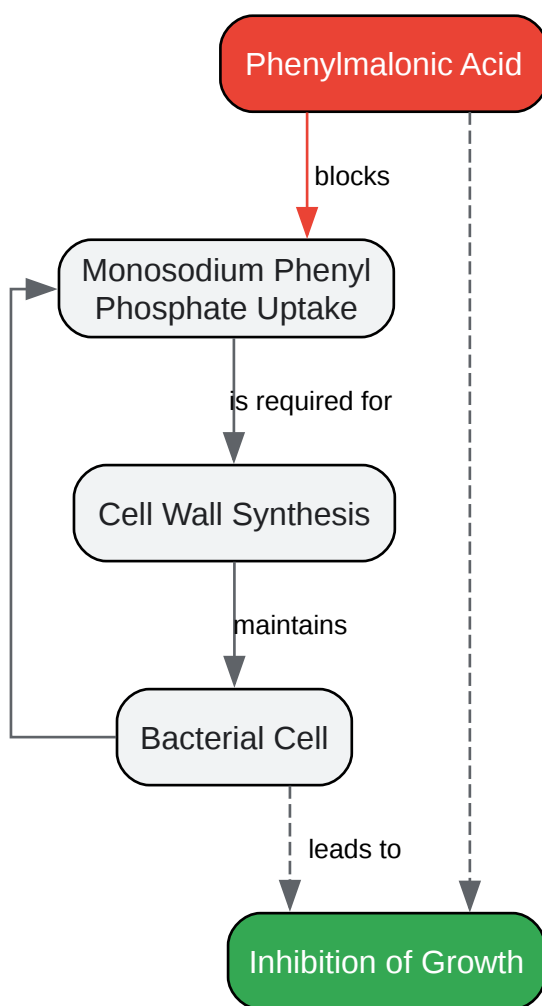 Phenylmalonic Acid
blocks
Monosodium Phenyl
Phosphate Uptake
is required for
Cell Wall Synthesis
maintains
Bacterial Cell
leads to
Inhibition of Growth